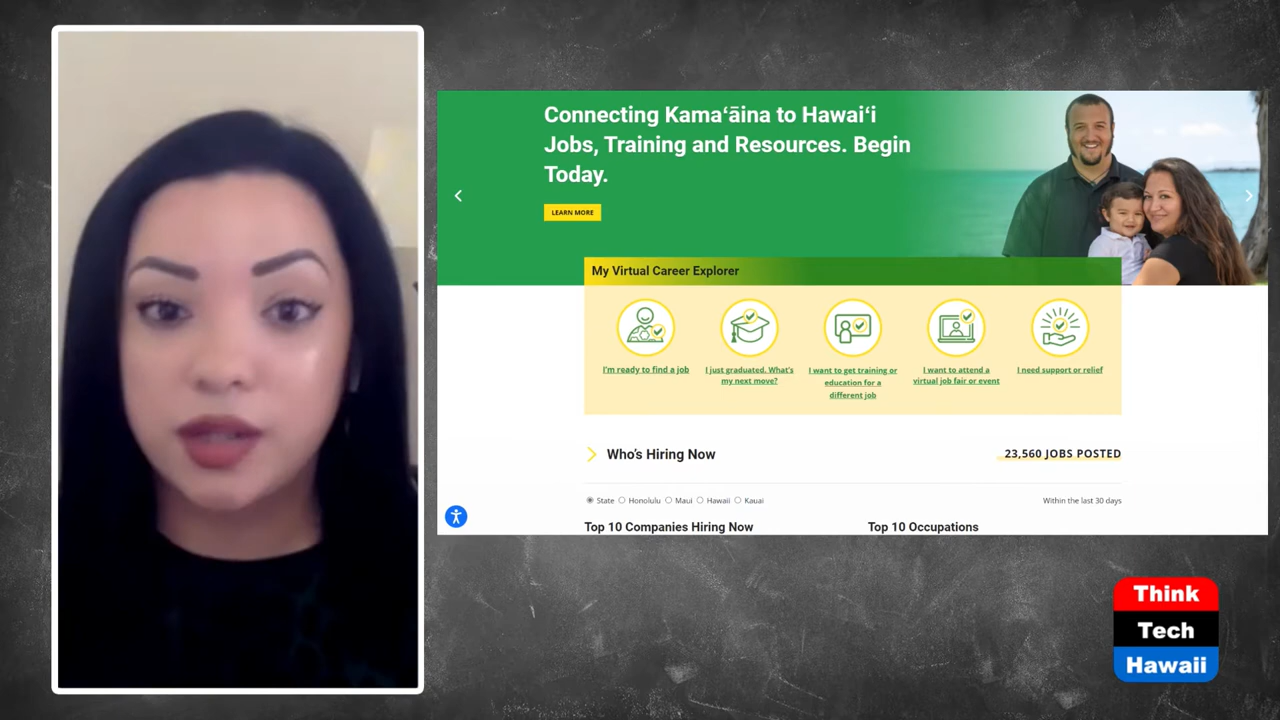 Connecting Kamaʻāina to Hawaiʻi
Jobs, Training and Resources. Begin
Today.
LEARN MORE
My Virtual Career Explorer
I'm ready to find a job
I just graduated. What's
my next move?
I want to get training or
education for a
different job
I want to attend a
virtual job fair or event
I need support or relief
Who's Hiring Now
23,560 JOBS POSTED
State Honolulu Maui Hawaii Kauai
Within the last 30 days
Top 10 Companies Hiring Now
Top 10 Occupations
Think
Tech
Hawaii